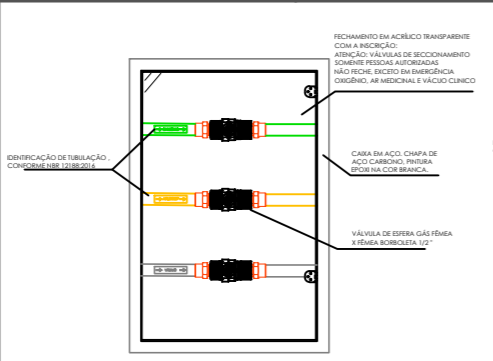 FECHAMENTO EM ACRÍLICO TRANSPARENTE
COM A INSCRIÇÃO:
ATENÇÃO: VÁLVULAS DE SECCIONAMENTO
SOMENTE PESSOAS AUTORIZADAS
NÃO FECHE, EXCETO EM EMERGÊNCIA
OXIGÊNIO, AR MEDICINAL E VÁCUO CLINICO
IDENTIFICAÇÃO DE TUBULAÇÃO ,
CONFORME NBR 12188:2016
CAIXA EM AÇO, CHAPA DE
AÇO CARBONO, PINTURA
EPOXI NA COR BRANCA.
VÁLVULA DE ESFERA GÁS FÊMEA
X FÊMEA BORBOLETA 1/2 "